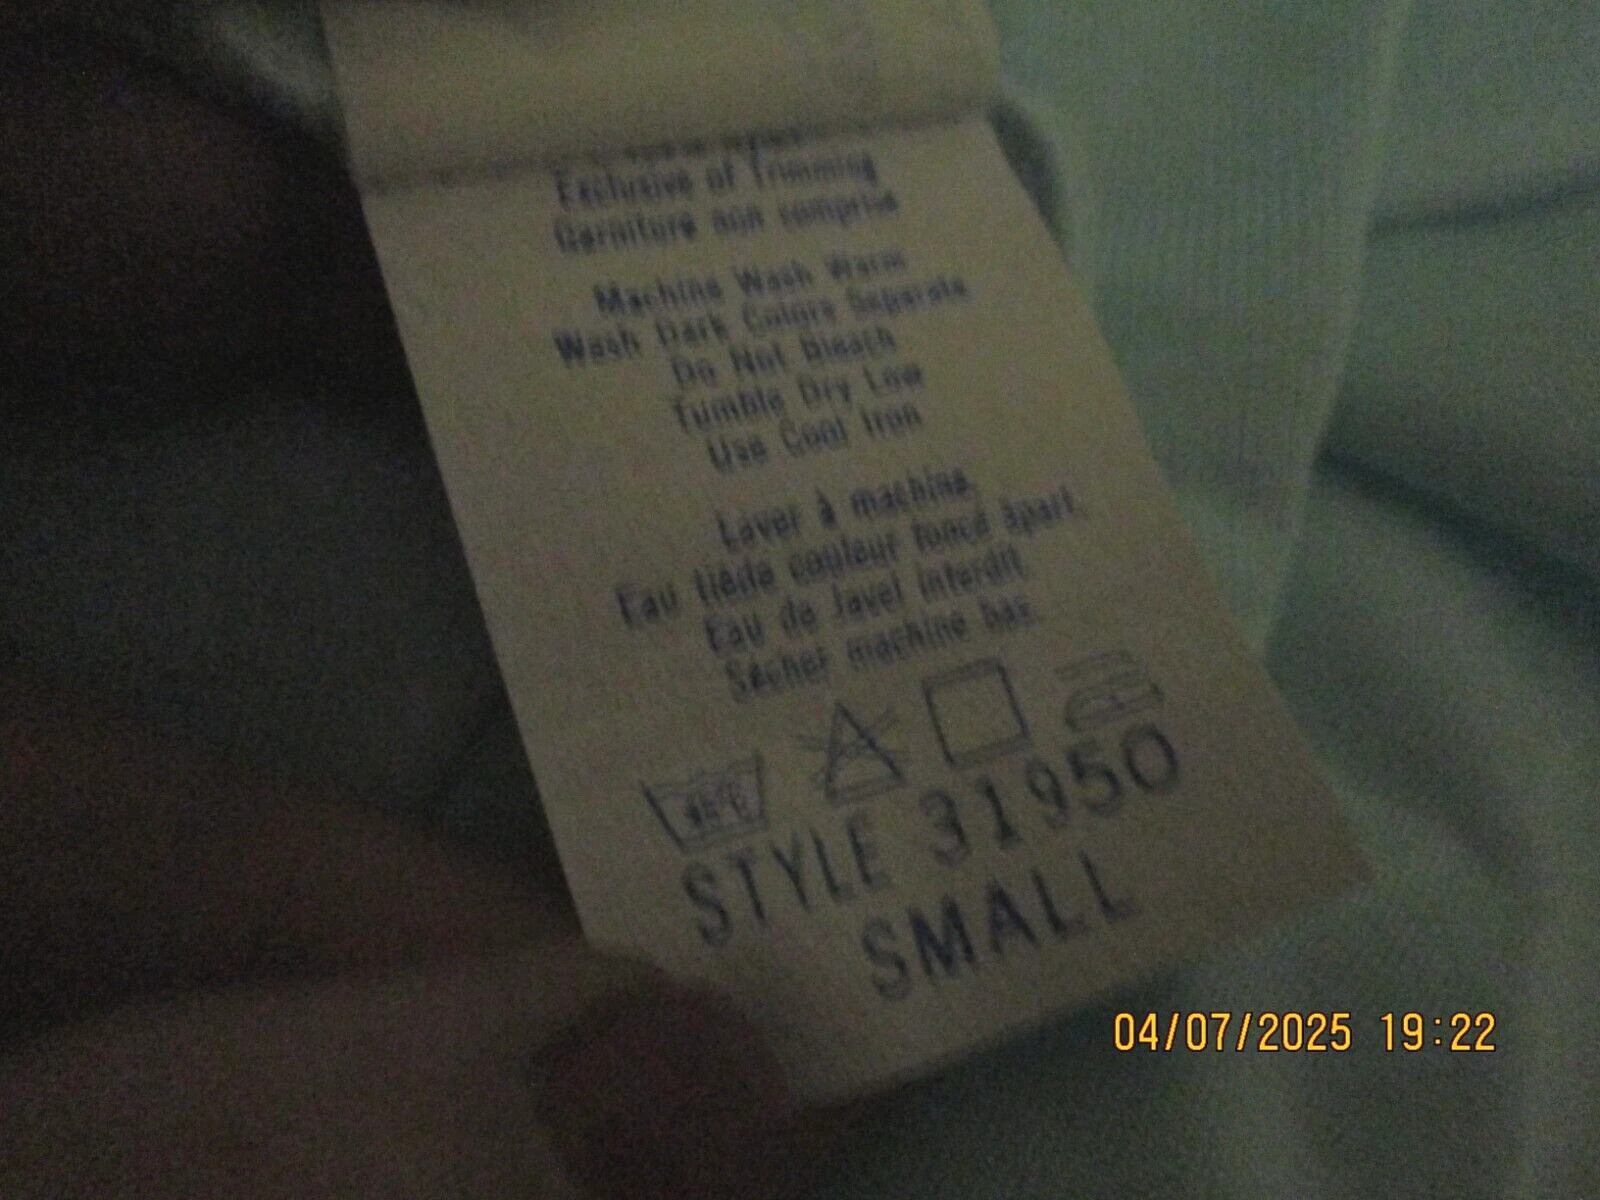 Exclusive of Trimming
Garniture non comprise
Machine Wash Warm
Wash Dark Colors Separate
Do Not Bleach
Tumble Dry Low
Use Cool Iron
Laver à machine.
Eau tiède couleur foncé àpart.
Eau de Javel interdit.
Sécher machine bas.
STYLE 31950
SMALL
04/07/2025 19:22